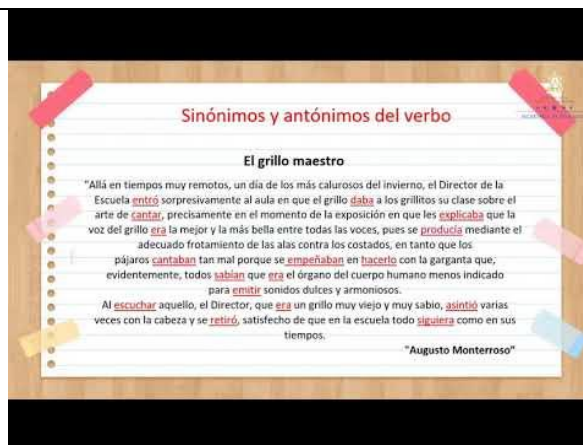 Sinónimos y antónimos del verbo
El grillo maestro
"Allá en tiempos muy remotos, un día de los más calurosos del invierno, el Director de la
Escuela entró sorpresivamente al aula en que el grillo daba a los grillitos su clase sobre el
arte de cantar, precisamente en el momento de la exposición en que les explicaba que la
voz del grillo era la mejor y la más bella entre todas las voces, pues se producía mediante el
adecuado frotamiento de las alas contra los costados, en tanto que los
pájaros cantaban tan mal porque se empeñaban en hacerlo con la garganta que,
evidentemente, todos sabían que era el órgano del cuerpo humano menos indicado
para emitir sonidos dulces y armoniosos.
Al escuchar aquello, el Director, que era un grillo muy viejo y muy sabio, asintió varias
veces con la cabeza y se retiró, satisfecho de que en la escuela todo siguiera como en sus
tiempos.
"Augusto Monterroso"